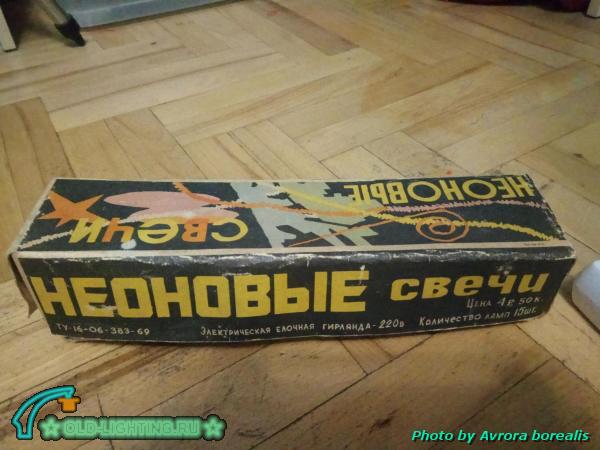 НЕОНОВЫЕ
СВЕЧИ
НЕОНОВЫЕ свечи
Цена 4р 50к.
ТУ-16-06-383-69 Электрическая елочная гирлянда-220в Количество ламп 15шт.
OLD-LIGHTING.RU
Photo by Avrora borealis